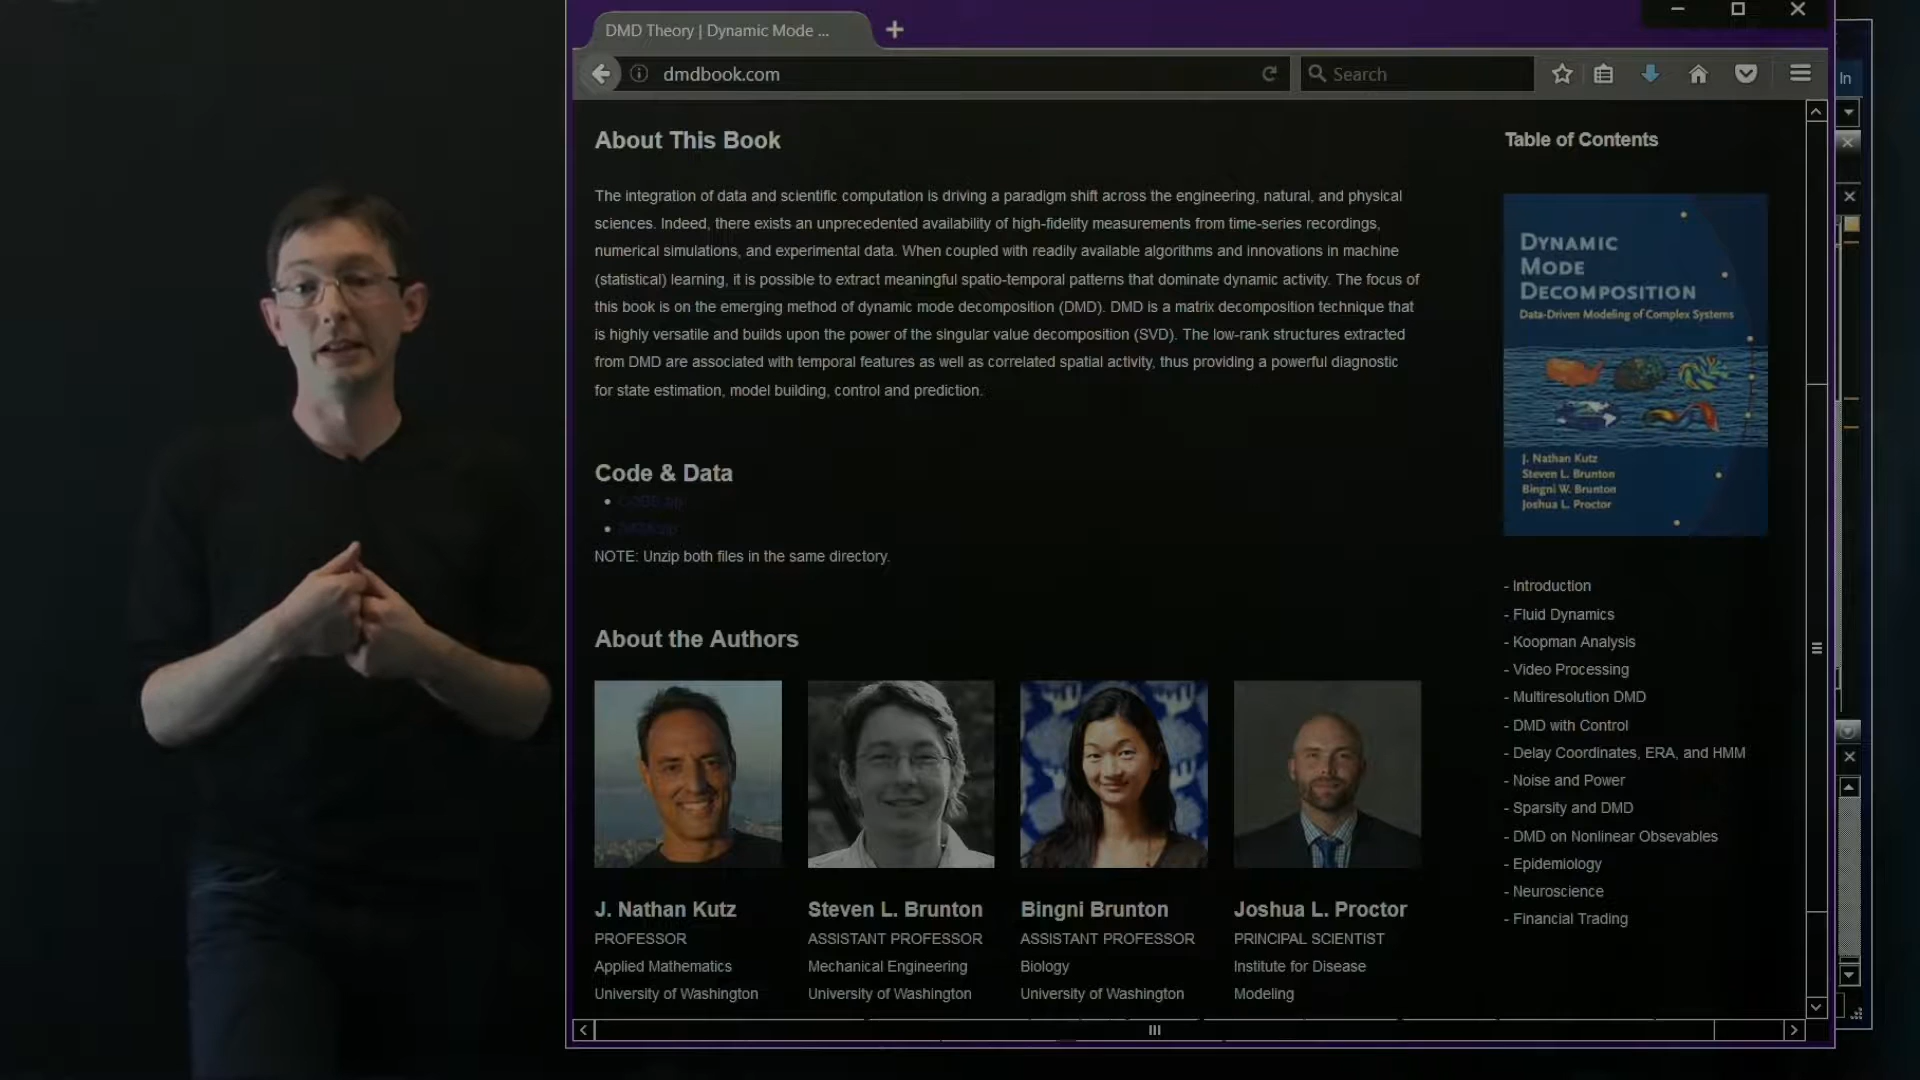 DMD Theory | Dynamic Mode ...
dmdbook.com
Search
In
About This Book
The integration of data and scientific computation is driving a paradigm shift across the engineering, natural, and physical
sciences. Indeed, there exists an unprecedented availability of high-fidelity measurements from time-series recordings,
numerical simulations, and experimental data. When coupled with readily available algorithms and innovations in machine
(statistical) learning, it is possible to extract meaningful spatio-temporal patterns that dominate dynamic activity. The focus of
this book is on the emerging method of dynamic mode decomposition (DMD). DMD is a matrix decomposition technique that
is highly versatile and builds upon the power of the singular value decomposition (SVD). The low-rank structures extracted
from DMD are associated with temporal features as well as correlated spatial activity, thus providing a powerful diagnostic
for state estimation, model building, control and prediction.
Code & Data
NOTE: Unzip both files in the same directory.
About the Authors
J. Nathan Kutz
PROFESSOR
Applied Mathematics
University of Washington
Steven L. Brunton
ASSISTANT PROFESSOR
Mechanical Engineering
University of Washington
Bingni Brunton
ASSISTANT PROFESSOR
Biology
University of Washington
Joshua L. Proctor
PRINCIPAL SCIENTIST
Institute for Disease
Modeling
Table of Contents
DYNAMIC
MODE
DECOMPOSITION
Data-Driven Modeling of Complex Systems
J. Nathan Kutz
Steven L. Brunton
Bingni W. Brunton
Joshua L. Proctor
- Introduction
- Fluid Dynamics
- Koopman Analysis
- Video Processing
- Multiresolution DMD
- DMD with Control
- Delay Coordinates, ERA, and HMM
- Noise and Power
- Sparsity and DMD
- DMD on Nonlinear Obsevables
- Epidemiology
- Neuroscience
- Financial Trading